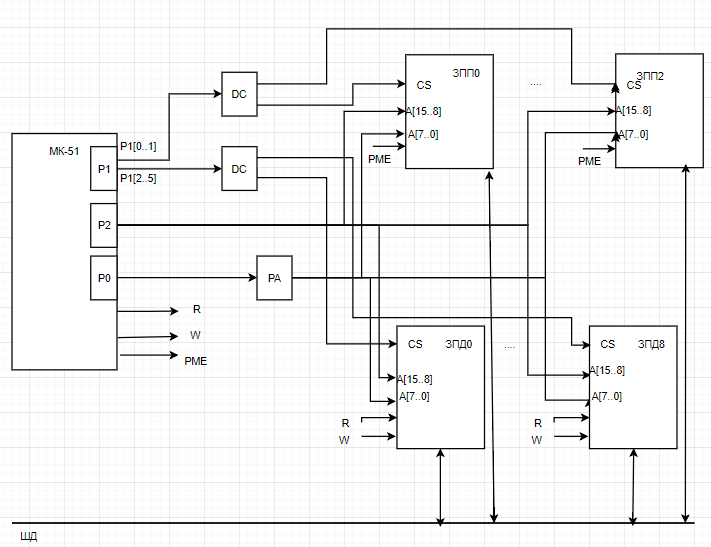 ЗПП0
ЗПП2
DC
CS
....
CS
A[15..8]
A[15..8]
A[7..0]
A[7..0]
МК-51
P1[0..1]
PME
PME
P1
DC
P1[2..5]
P2
P0
PA
R
W
PME
CS
ЗПД0
....
CS
ЗПД8
A[15..8]
A[15..8]
A[7..0]
A[7..0]
R
R
W
W
ШД